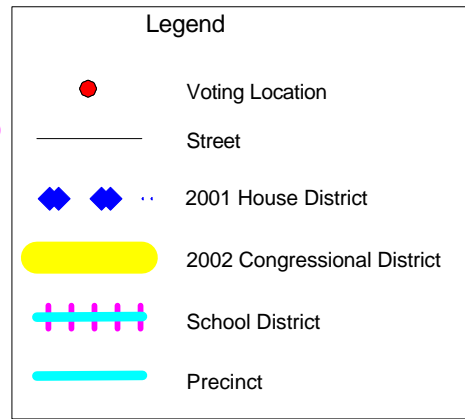 Legend
Voting Location
Street
2001 House District
2002 Congressional District
School District
Precinct